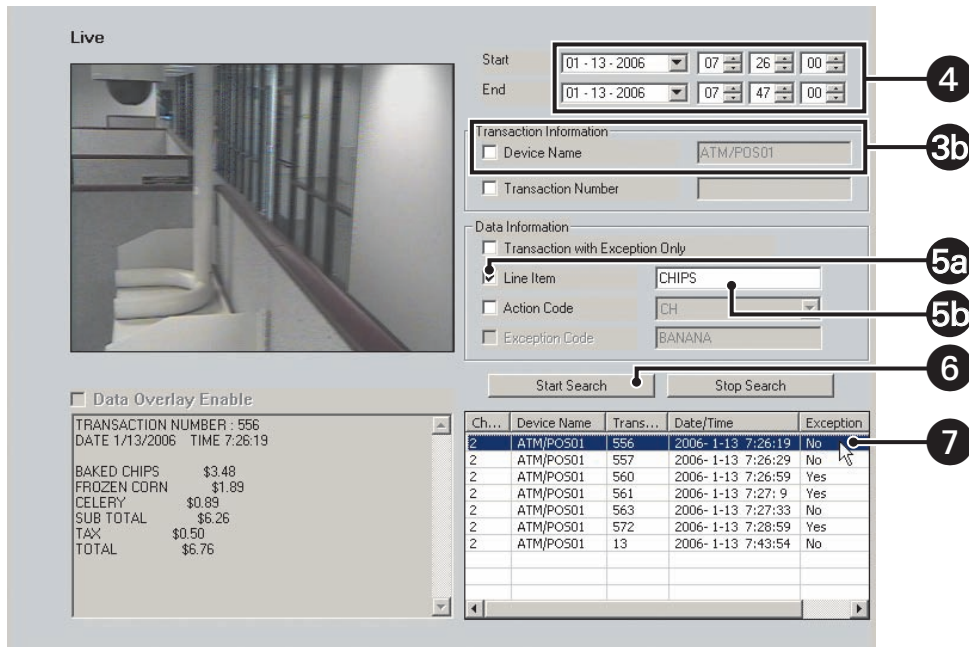 Live
Start 01 - 13 - 2006 07 26 00
End 01 - 13 - 2006 07 47 00
4
Transaction Information
Device Name ATM/POS01
3b
Transaction Number
Data Information
Transaction with Exception Only
5a
Line Item CHIPS
Action Code CH
5b
Exception Code BANANA
Start Search Stop Search
6
Data Overlay Enable
TRANSACTION NUMBER : 556
DATE 1/13/2006 TIME 7:26:19
BAKED CHIPS $3.48
FROZEN CORN $1.89
CELERY $0.89
SUB TOTAL $6.26
TAX $0.50
TOTAL $6.76
Ch... Device Name Trans... Date/Time Exception
2 ATM/POS01 556 2006- 1-13 7:26:19 No
7
2 ATM/POS01 557 2006- 1-13 7:26:29 No
2 ATM/POS01 560 2006- 1-13 7:26:59 Yes
2 ATM/POS01 561 2006- 1-13 7:27: 9 Yes
2 ATM/POS01 563 2006- 1-13 7:27:33 No
2 ATM/POS01 572 2006- 1-13 7:28:59 Yes
2 ATM/POS01 13 2006- 1-13 7:43:54 No